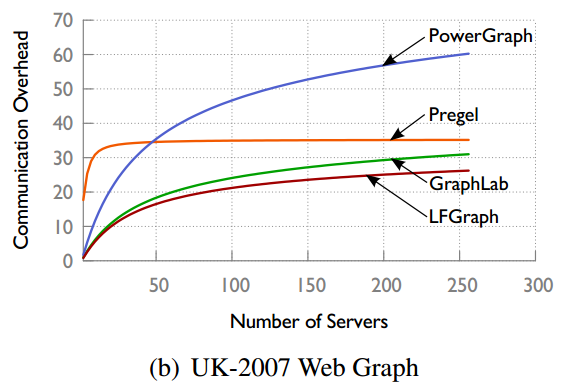 70
60
50
40
30
20
10
0
Communication Overhead
PowerGraph
Pregel
GraphLab
LFGraph
50 100 150 200 250 300
Number of Servers
(b) UK-2007 Web Graph